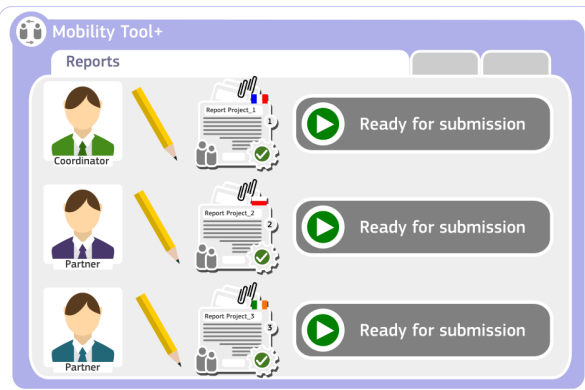 Mobility Tool+
Reports
Coordinator
Report Project_1
1
Ready for submission
Partner
Report Project_2
2
Ready for submission
Partner
Report Project_3
3
Ready for submission